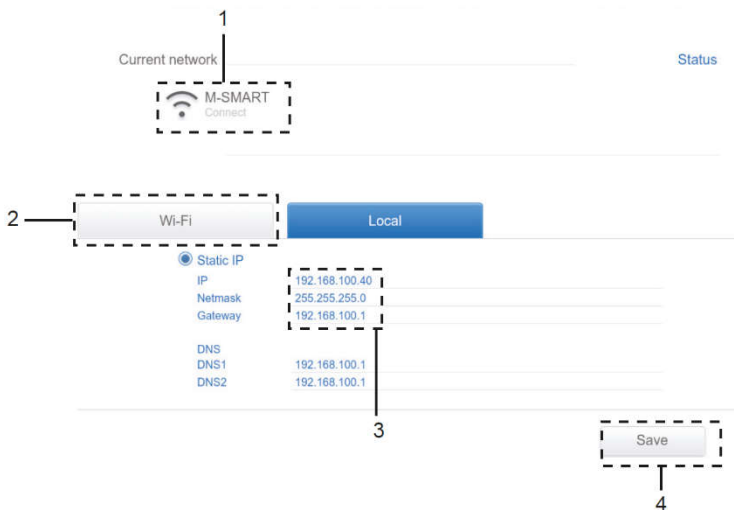 1
Current network
Status
M-SMART
Connect
2
Wi-Fi
Local
Static IP
IP 192.168.100.40
Netmask 255.255.255.0
Gateway 192.168.100.1
DNS
DNS1 192.168.100.1
DNS2 192.168.100.1
3
Save
4